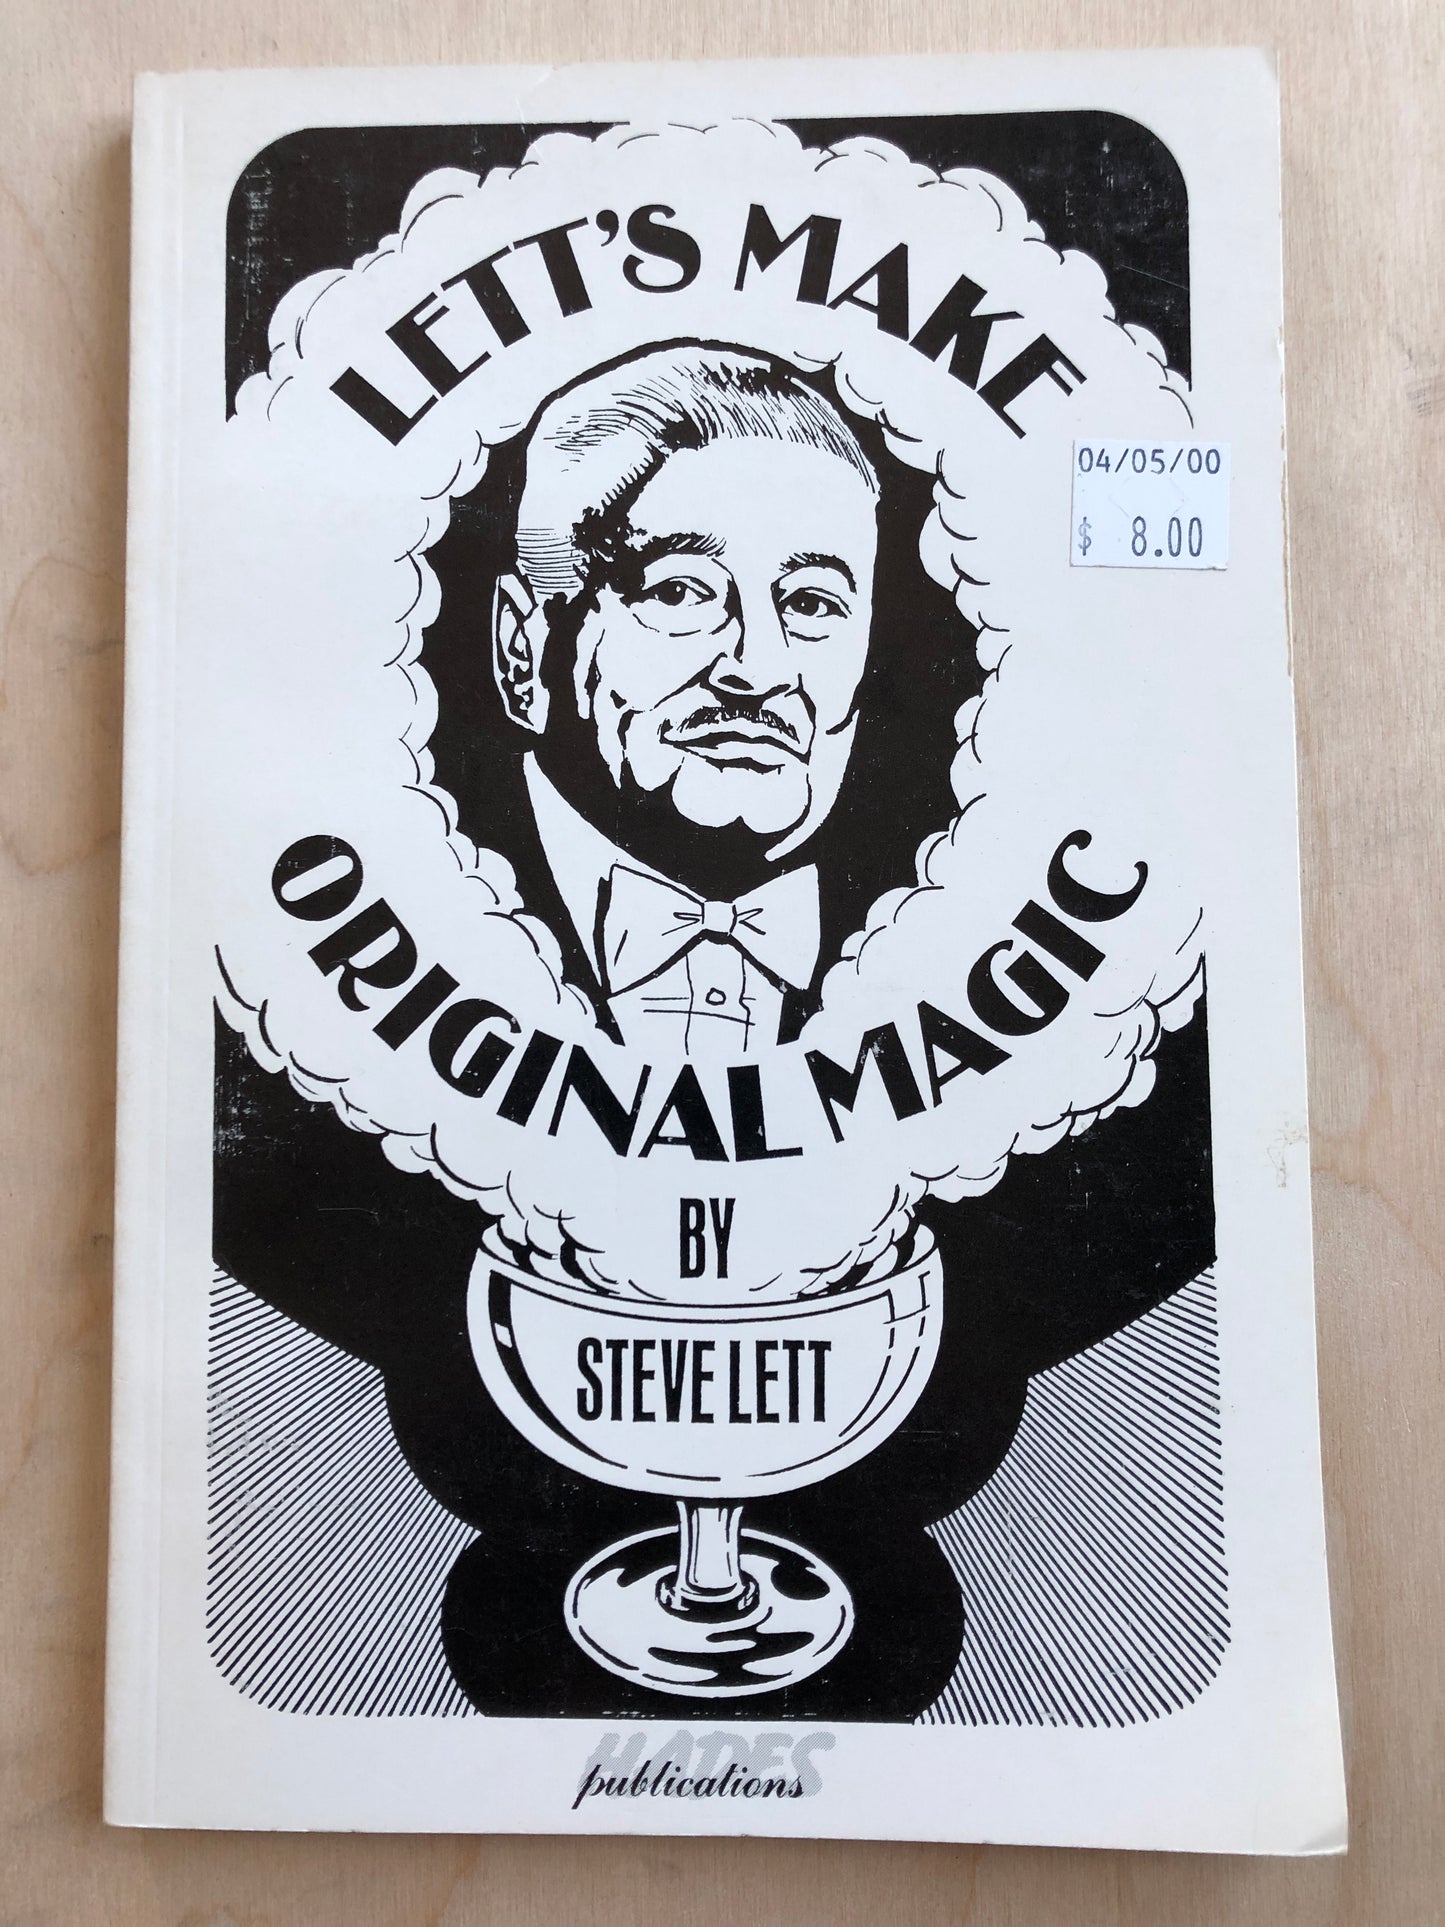 LETT'S MAKE
04/05/00
$ 8.00
ORIGINAL MAGIC
BY
STEVE LETT
HADES
publications